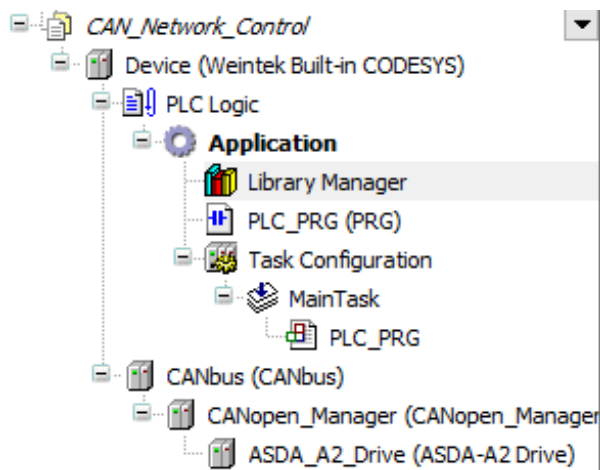 CAN_Network_Control
Device (Weintek Built-in CODESYS)
PLC Logic
Application
Library Manager
PLC_PRG (PRG)
Task Configuration
MainTask
PLC_PRG
CANbus (CANbus)
CANopen_Manager (CANopen_Manager
ASDA_A2_Drive (ASDA-A2 Drive)